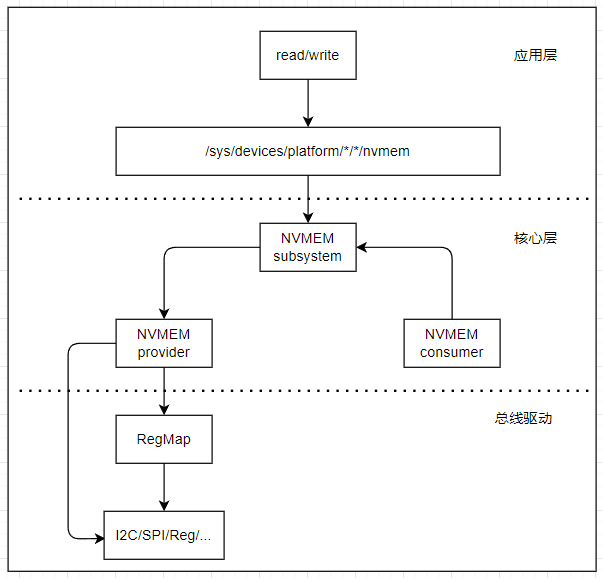 read/write
应用层
/sys/devices/platform/*/*/nvmem
NVMEM
subsystem
核心层
NVMEM
provider
NVMEM
consumer
总线驱动
RegMap
I2C/SPI/Reg/...